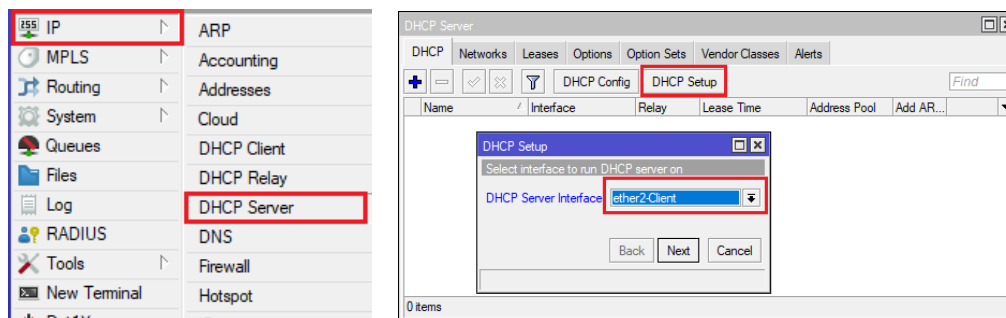 IP
MPLS
Routing
System
Queues
Files
Log
RADIUS
Tools
New Terminal
ARP
Accounting
Addresses
Cloud
DHCP Client
DHCP Relay
DHCP Server
DNS
Firewall
Hotspot
DHCP Server
DHCP Networks Leases Options Option Sets Vendor Classes Alerts
DHCP Config DHCP Setup Find
Name Interface Relay Lease Time Address Pool Add AR...
DHCP Setup
Select interface to run DHCP server on
DHCP Server Interface: ether2-Client
Back Next Cancel
0 items